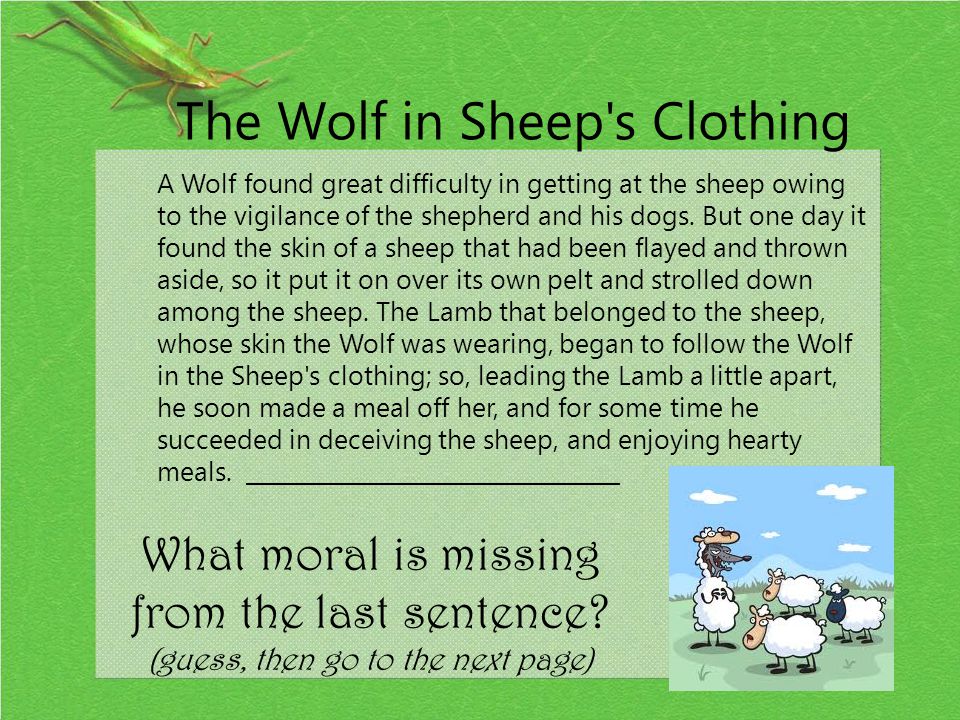 The Wolf in Sheep's Clothing
A Wolf found great difficulty in getting at the sheep owing
to the vigilance of the shepherd and his dogs. But one day it
found the skin of a sheep that had been flayed and thrown
aside, so it put it on over its own pelt and strolled down
among the sheep. The Lamb that belonged to the sheep,
whose skin the Wolf was wearing, began to follow the Wolf
in the Sheep's clothing; so, leading the Lamb a little apart,
he soon made a meal off her, and for some time he
succeeded in deceiving the sheep, and enjoying hearty
meals. ______________________________
What moral is missing
from the last sentence?
(guess, then go to the next page)